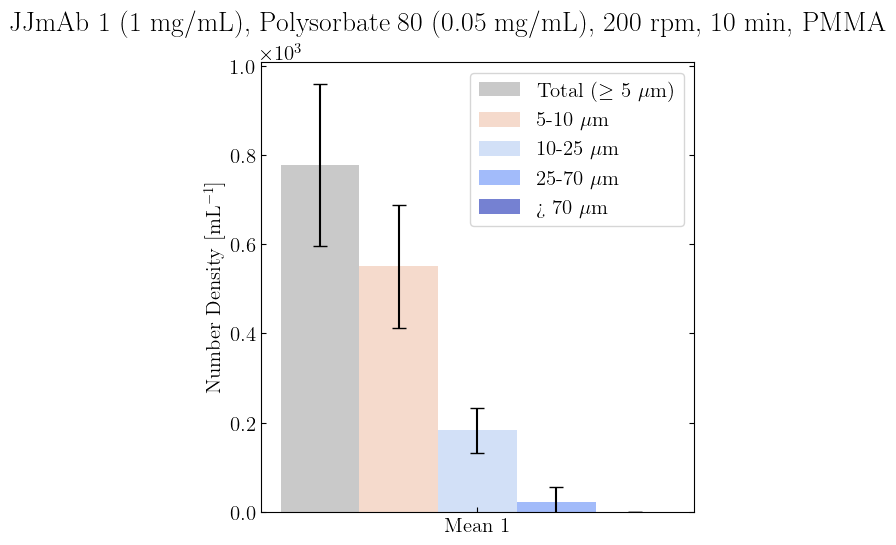 JJmAb 1 (1 mg/mL), Polysorbate 80 (0.05 mg/mL), 200 rpm, 10 min, PMMA
×10³
1.0
0.8
0.6
0.4
0.2
0.0
Number Density [mL⁻¹]
Total (≥ 5 μm)
5-10 μm
10-25 μm
25-70 μm
¿ 70 μm
Mean 1